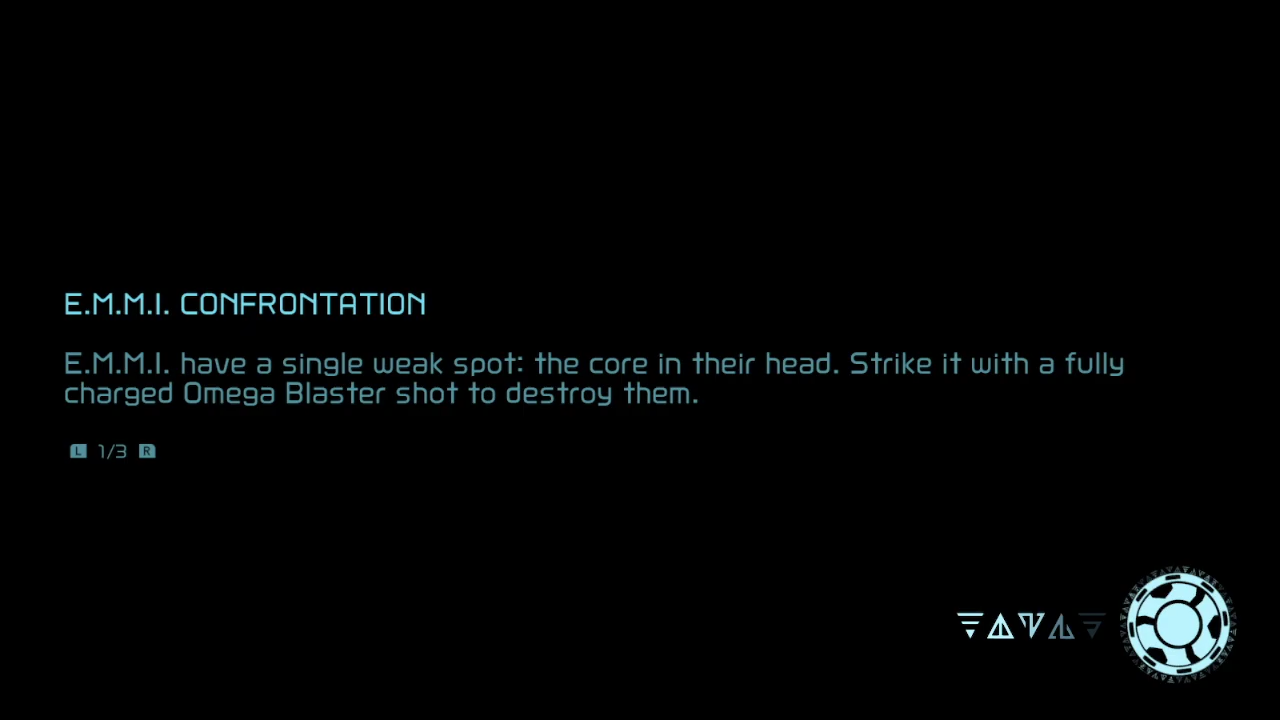 E.M.M.I. CONFRONTATION
E.M.M.I. have a single weak spot: the core in their head. Strike it with a fully
charged Omega Blaster shot to destroy them.
L 1/3 R